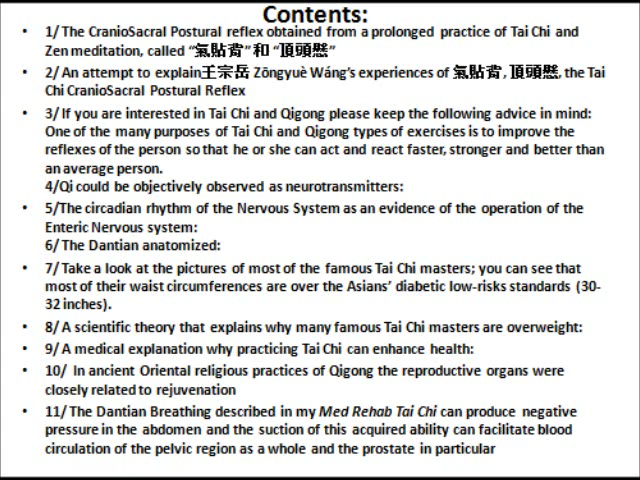 Contents:
• 1/ The CranioSacral Postural reflex obtained from a prolonged practice of Tai Chi and
Zen meditation, called “氣貼背” 和 “頂頭懸”
• 2/ An attempt to explain王宗岳 Zōngyuè Wáng’s experiences of 氣貼背, 頂頭懸, the Tai
Chi CranioSacral Postural Reflex
• 3/ If you are interested in Tai Chi and Qigong please keep the following advice in mind:
One of the many purposes of Tai Chi and Qigong types of exercises is to improve the
reflexes of the person so that he or she can act and react faster, stronger and better than
an average person.
4/Qi could be objectively observed as neurotransmitters:
• 5/The circadian rhythm of the Nervous System as an evidence of the operation of the
Enteric Nervous system:
6/ The Dantian anatomized:
• 7/ Take a look at the pictures of most of the famous Tai Chi masters; you can see that
most of their waist circumferences are over the Asians’ diabetic low-risks standards (30-
32 inches).
• 8/ A scientific theory that explains why many famous Tai Chi masters are overweight:
• 9/ A medical explanation why practicing Tai Chi can enhance health:
• 10/ In ancient Oriental religious practices of Qigong the reproductive organs were
closely related to rejuvenation
• 11/ The Dantian Breathing described in my Med Rehab Tai Chi can produce negative
pressure in the abdomen and the suction of this acquired ability can facilitate blood
circulation of the pelvic region as a whole and the prostate in particular